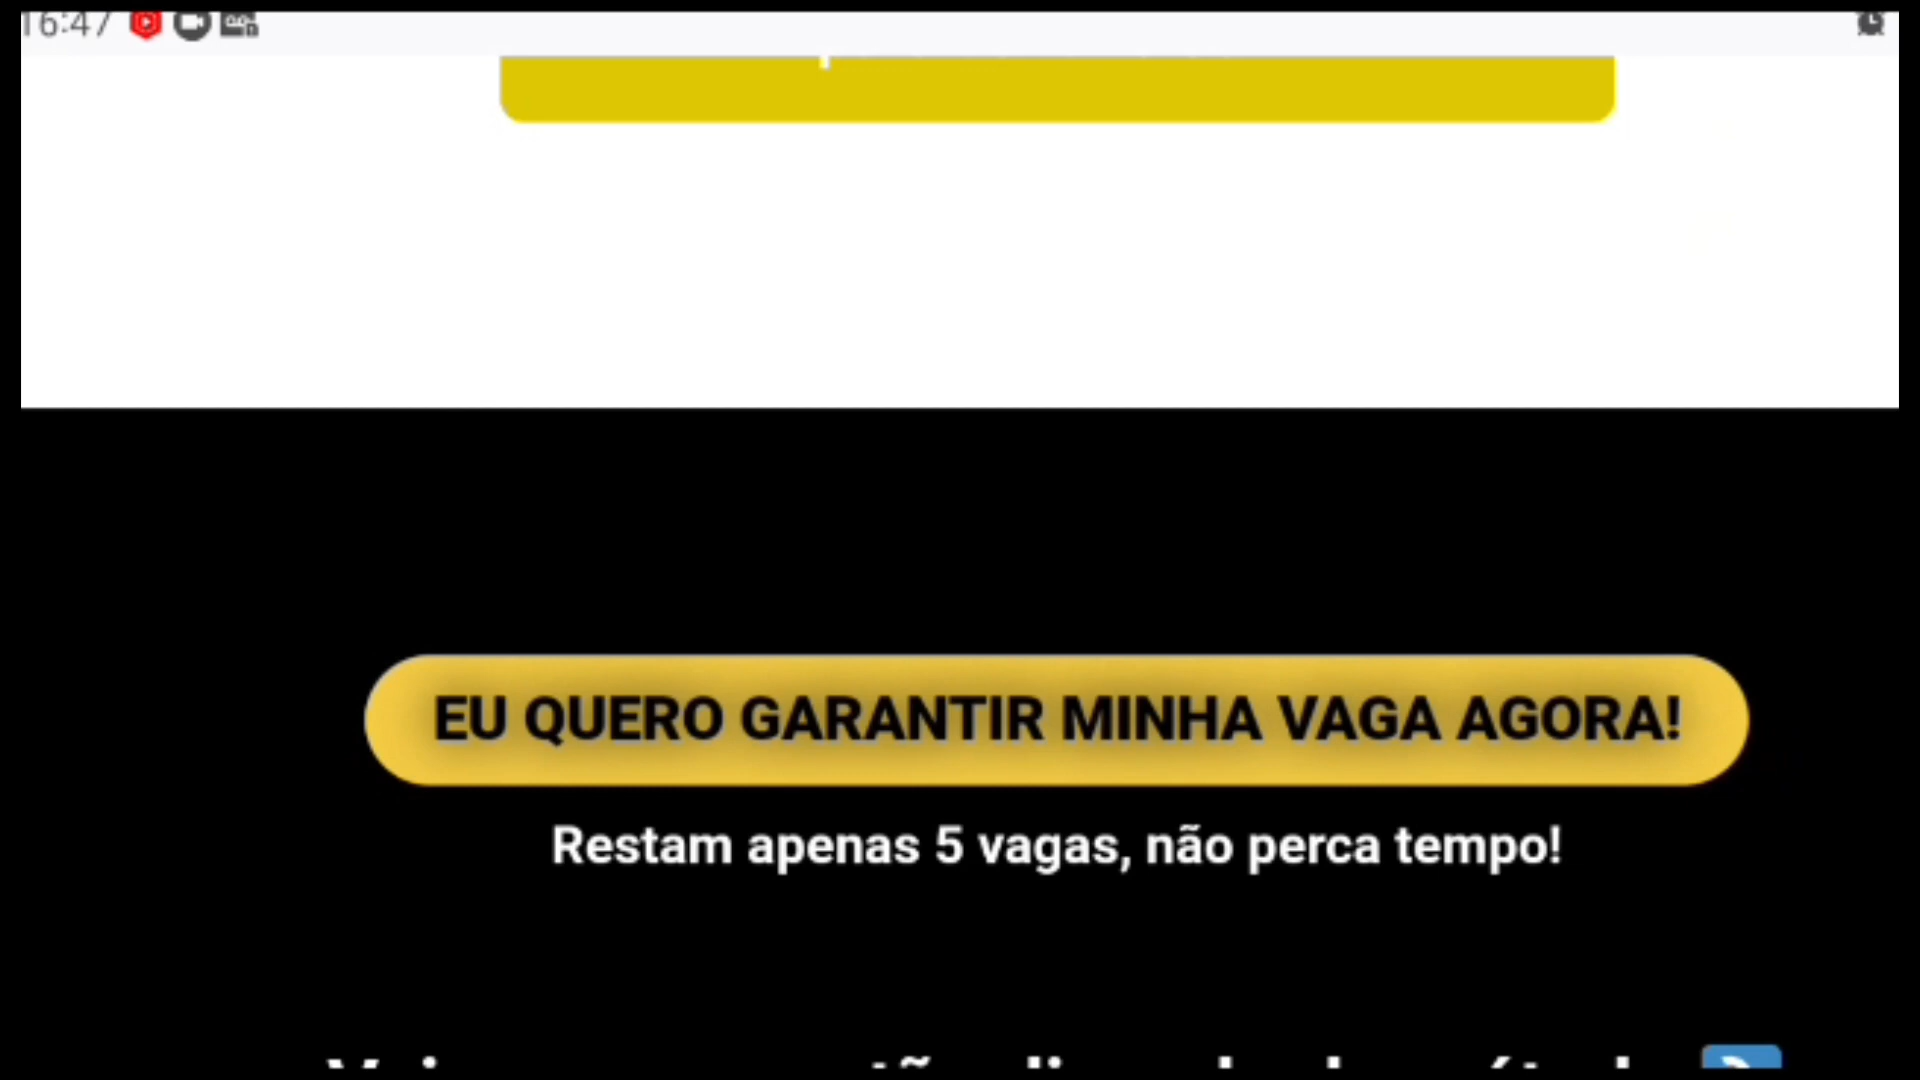 16:47
EU QUERO GARANTIR MINHA VAGA AGORA!
Restam apenas 5 vagas, não perca tempo!